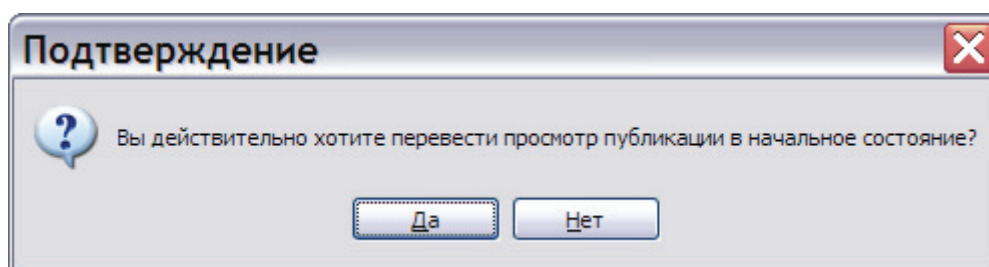 Подтверждение
Вы действительно хотите перевести просмотр публикации в начальное состояние?
Да
Нет